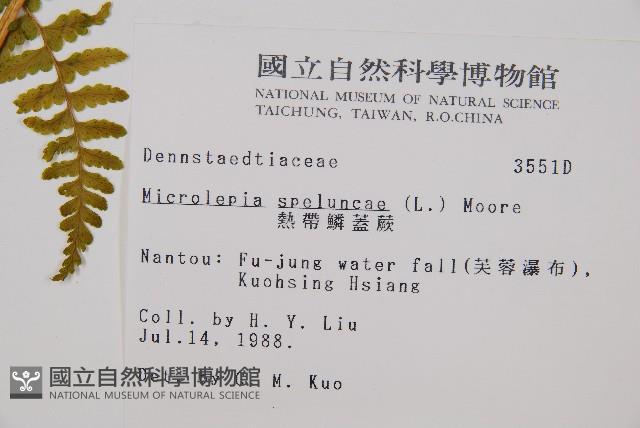 國立自然科學博物館
NATIONAL MUSEUM OF NATURAL SCIENCE
TAICHUNG, TAIWAN, R.O.CHINA
Dennstaedtiaceae 3551D
Microlepia speluncae (L.) Moore
熱帶鱗蓋蕨
Nantou: Fu-jung water fall(芙蓉瀑布),
Kuohsing Hsiang
Coll. by H. Y. Liu
Jul.14, 1988.
M. Kuo
國立自然科學博物館
NATIONAL MUSEUM OF NATURAL SCIENCE